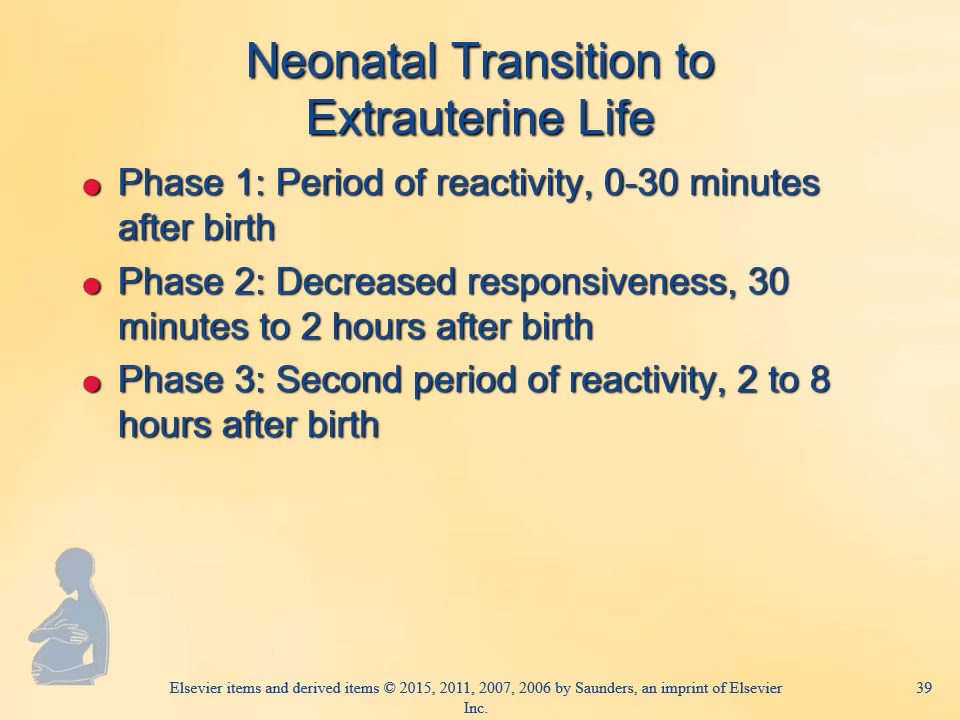 Neonatal Transition to
Extrauterine Life
Phase 1: Period of reactivity, 0-30 minutes
after birth
Phase 2: Decreased responsiveness, 30
minutes to 2 hours after birth
Phase 3: Second period of reactivity, 2 to 8
hours after birth
Elsevier items and derived items © 2015, 2011, 2007, 2006 by Saunders, an imprint of Elsevier
Inc.
39